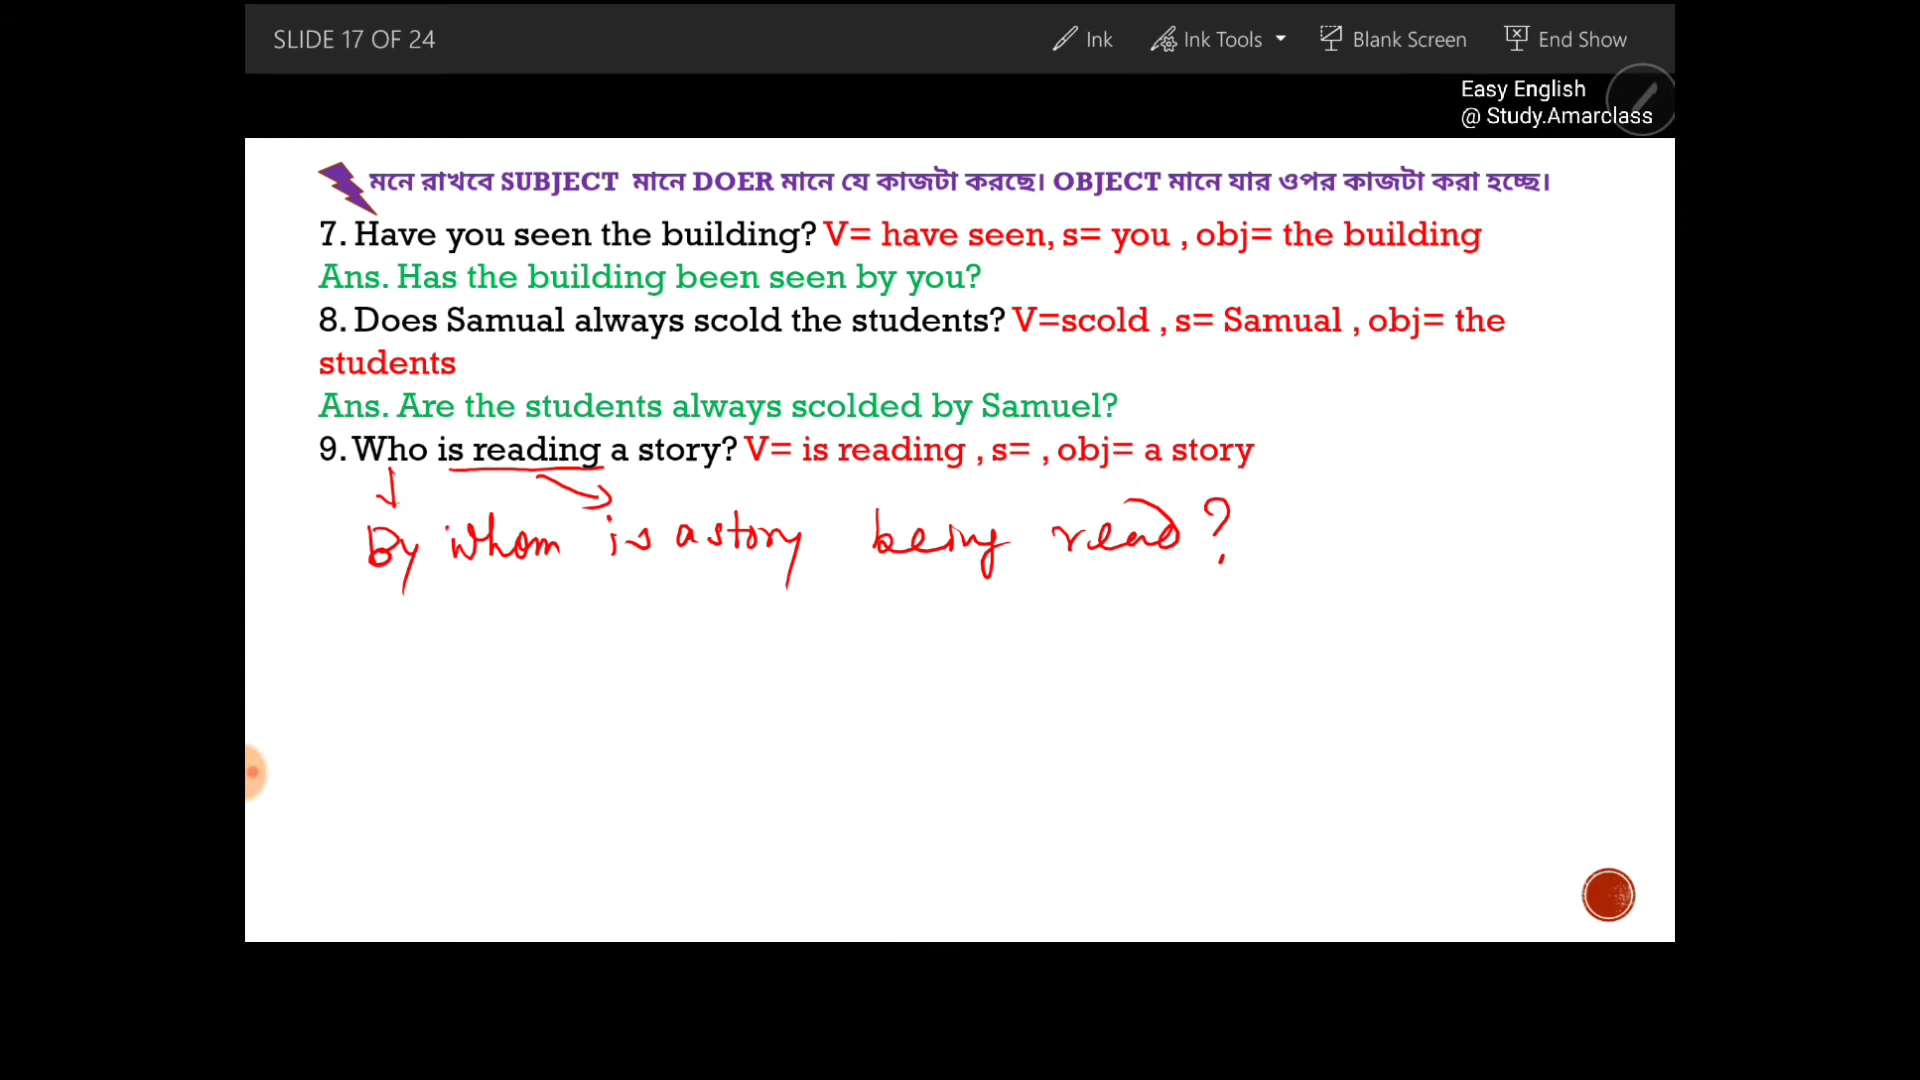 SLIDE 17 OF 24
Ink
Ink Tools
Blank Screen
End Show
Easy English
@ Study.Amarclass
মনে রাখবে SUBJECT মানে DOER মানে যে কাজটা করছে। OBJECT মানে যার ওপর কাজটা করা হচ্ছে।
7. Have you seen the building? V= have seen, s= you , obj= the building
Ans. Has the building been seen by you?
8. Does Samual always scold the students? V=scold , s= Samual , obj= the
students
Ans. Are the students always scolded by Samuel?
9. Who is reading a story? V= is reading , s= , obj= a story
By whom is a story being read?